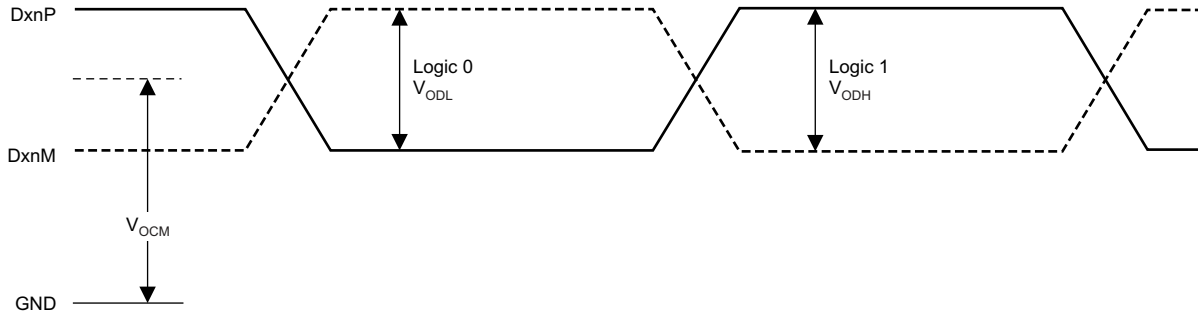 DxnP
Logic 0
VODL
Logic 1
VODH
DxnM
VOCM
GND